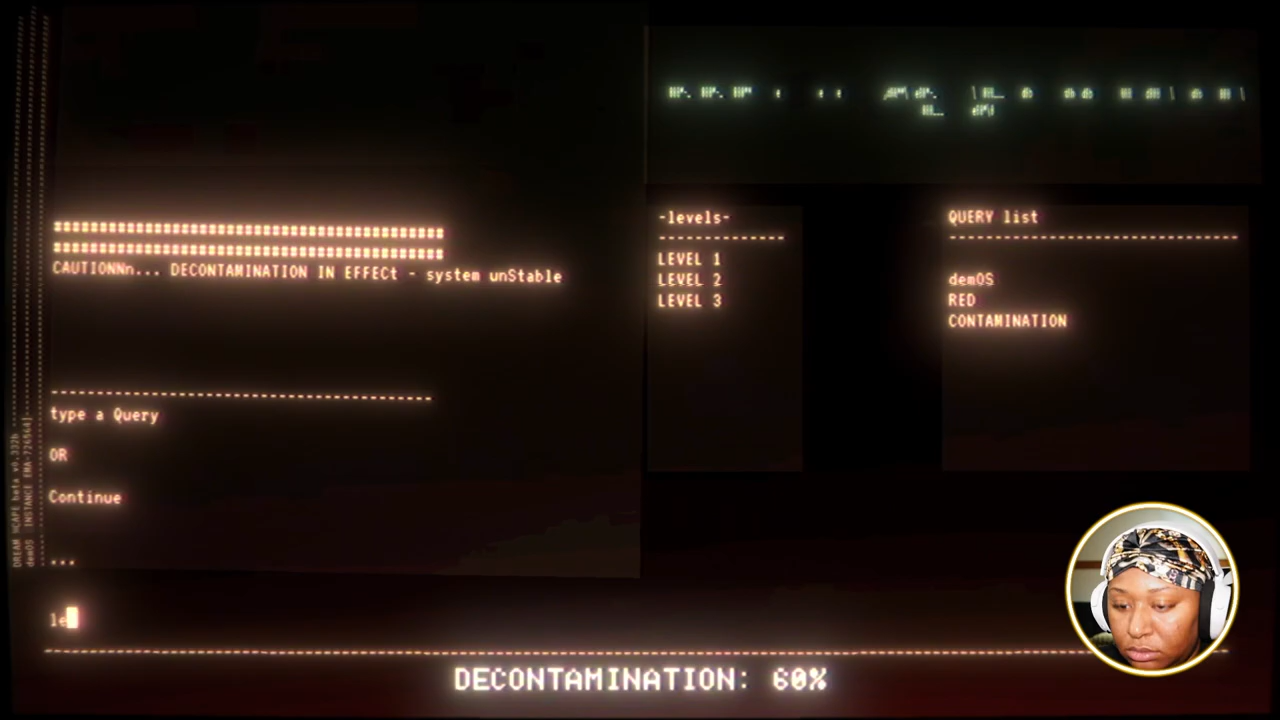 CAUTIONNn... DECONTAMINATION IN EFFECt - system unStable
type a Query
OR
Continue
...
le
-levels-
LEVEL 1
LEVEL 2
LEVEL 3
QUERY list
demOS
RED
CONTAMINATION
DECONTAMINATION: 60%